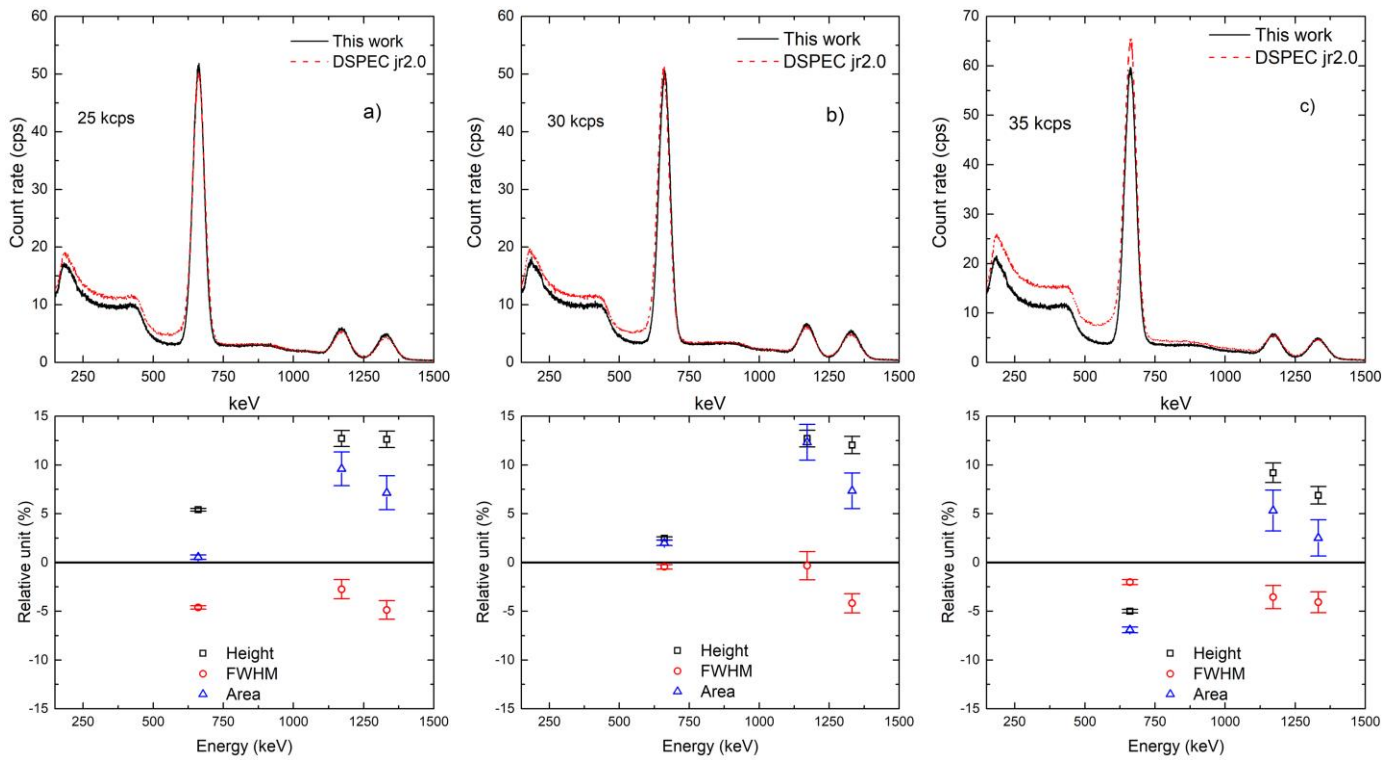 60
50
40
30
20
10
0
Count rate (cps)
This work
DSPEC jr2.0
25 kcps
a)
250 500 750 1000 1250 1500
keV
60
50
40
30
20
10
0
Count rate (cps)
This work
DSPEC jr2.0
30 kcps
b)
250 500 750 1000 1250 1500
keV
70
60
50
40
30
20
10
0
Count rate (cps)
This work
DSPEC jr2.0
35 kcps
c)
250 500 750 1000 1250 1500
keV
15
10
5
0
-5
-10
-15
Relative unit (%)
Height
FWHM
Area
250 500 750 1000 1250 1500
Energy (keV)
15
10
5
0
-5
-10
-15
Relative unit (%)
Height
FWHM
Area
250 500 750 1000 1250 1500
Energy (keV)
15
10
5
0
-5
-10
-15
Relative unit (%)
Height
FWHM
Area
250 500 750 1000 1250 1500
Energy (keV)